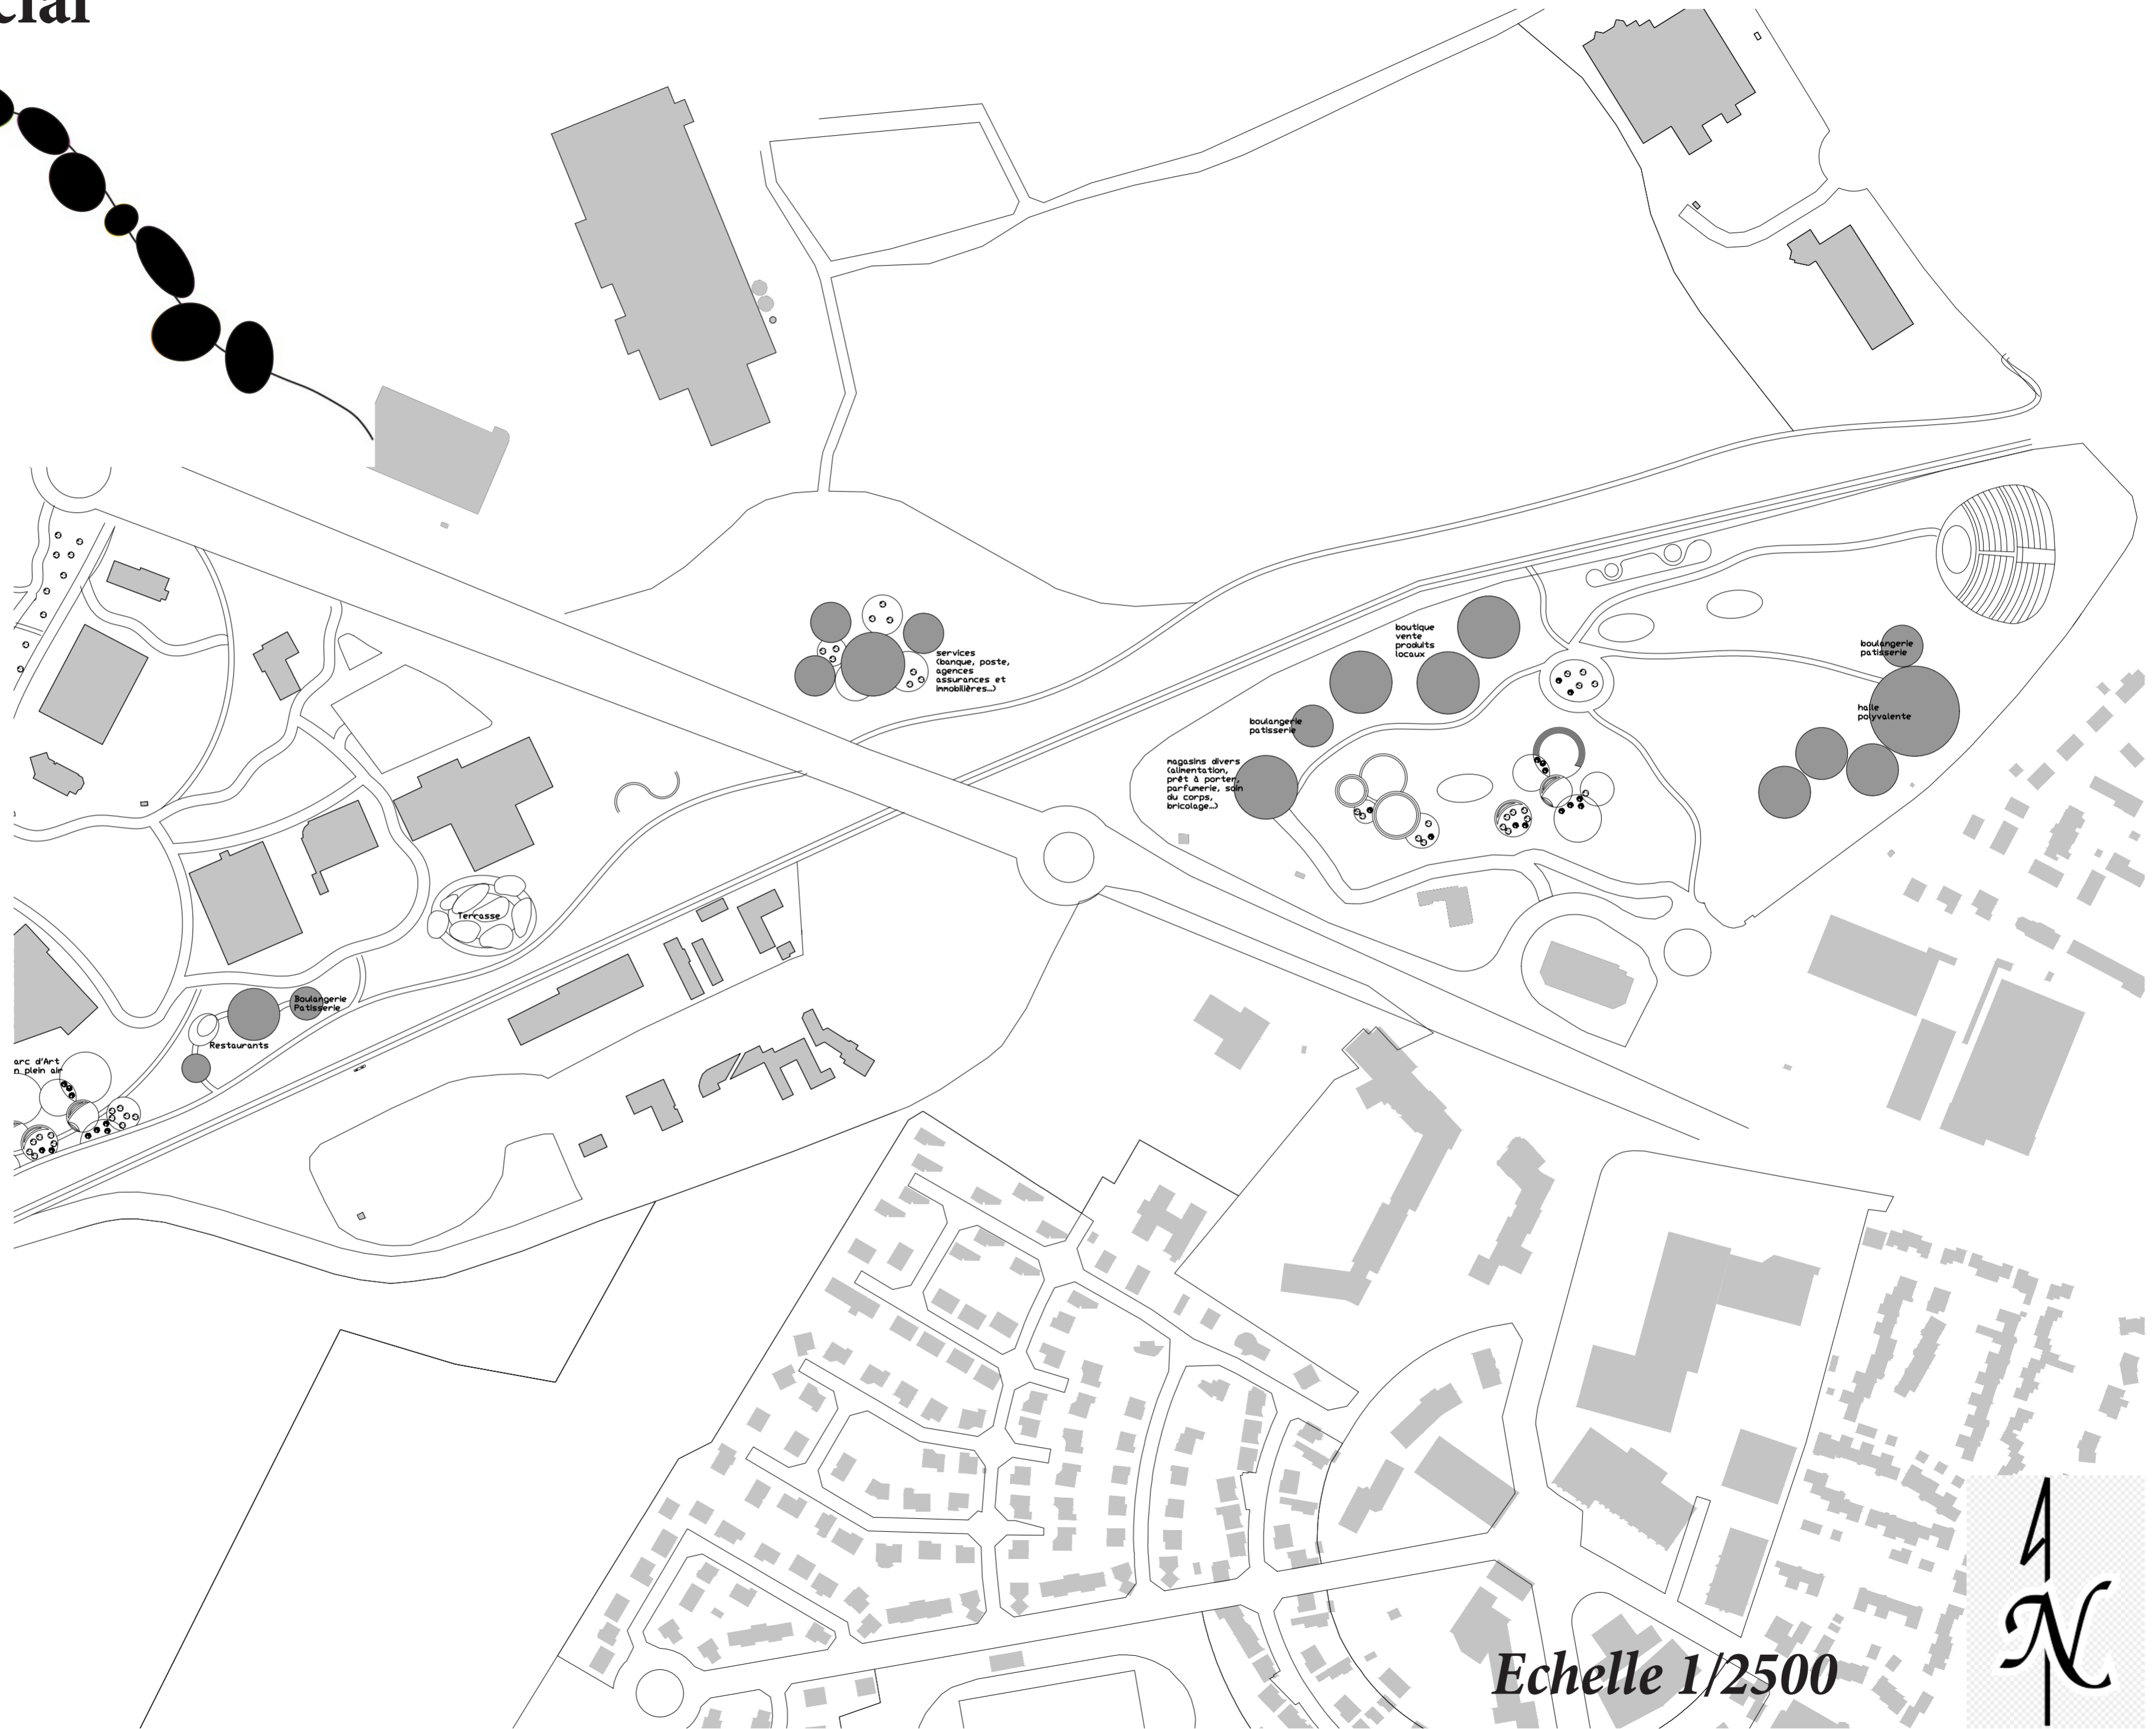 cial
services
(banque, poste,
agences
assurances et
immobilières...)
boutique
vente
produits
locaux
boulangerie
patisserie
boulangerie
patisserie
halle
polyvalente
magasins divers
(alimentation,
prêt à porter,
parfumerie, soin
du corps,
bricolage...)
Terrasse
Boulangerie
Patisserie
Restaurants
arc d'Art
n plein air
Echelle 1/2500
N